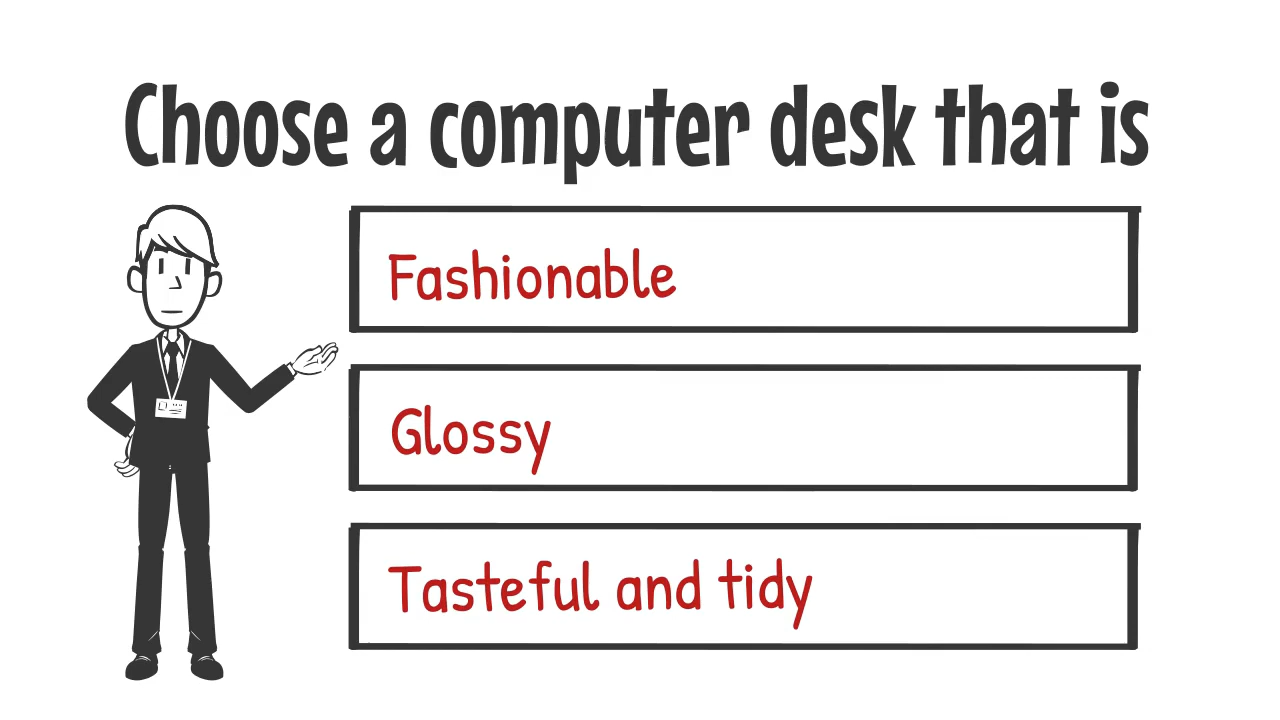 Choose a computer desk that is
Fashionable
Glossy
Tasteful and tidy